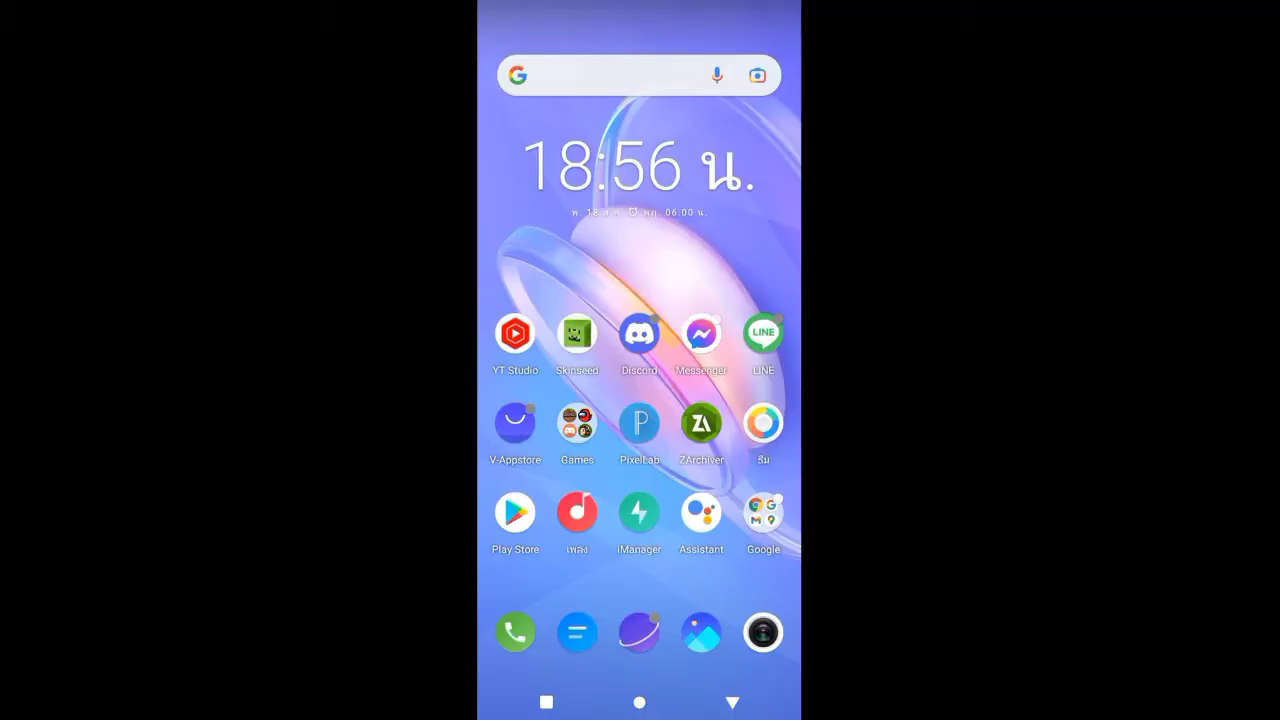 18:56 น.
พ. 18 ส.ค. พฤ. 06:00 น.
YT Studio Skinseed Discord Messenger LINE
V-Appstore Games PixelLab ZArchiver ธีม
Play Store เพลง iManager Assistant Google